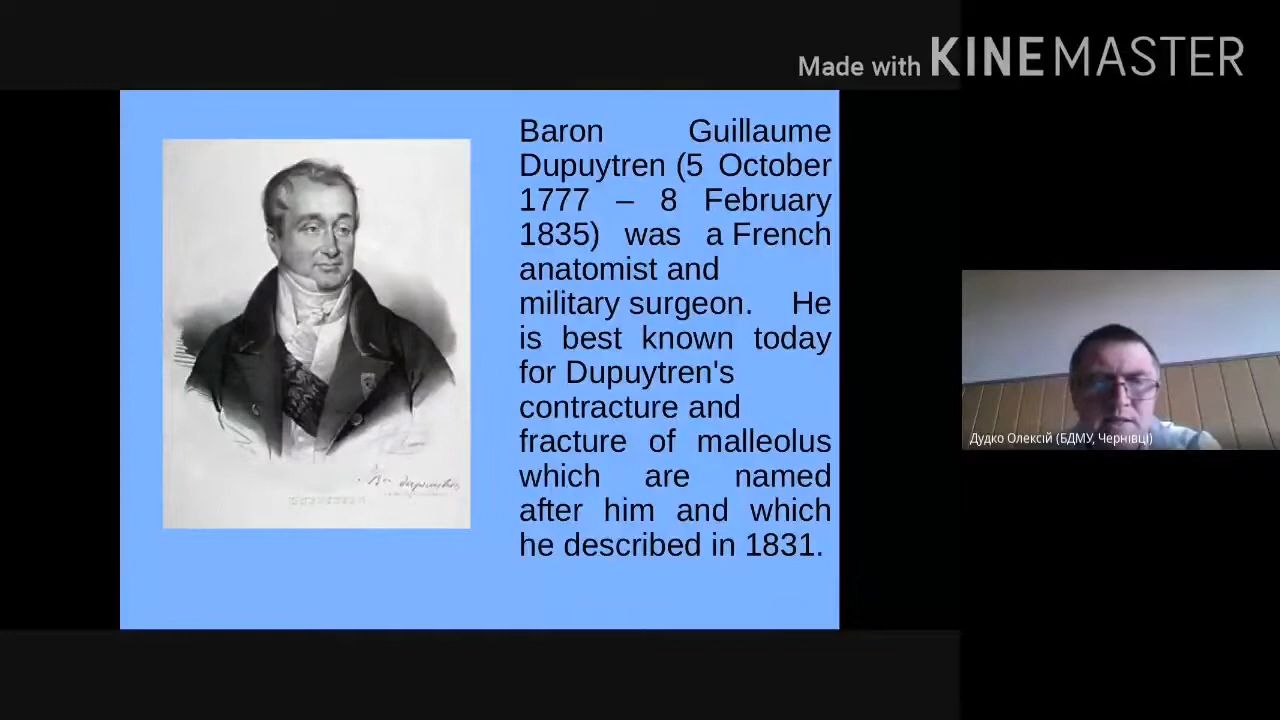 Made with KINEMASTER
Baron Guillaume
Dupuytren (5 October
1777 – 8 February
1835) was a French
anatomist and
military surgeon. He
is best known today
for Dupuytren's
contracture and
fracture of malleolus
which are named
after him and which
he described in 1831.
Дудко Олексій (БДМУ, Чернівці)